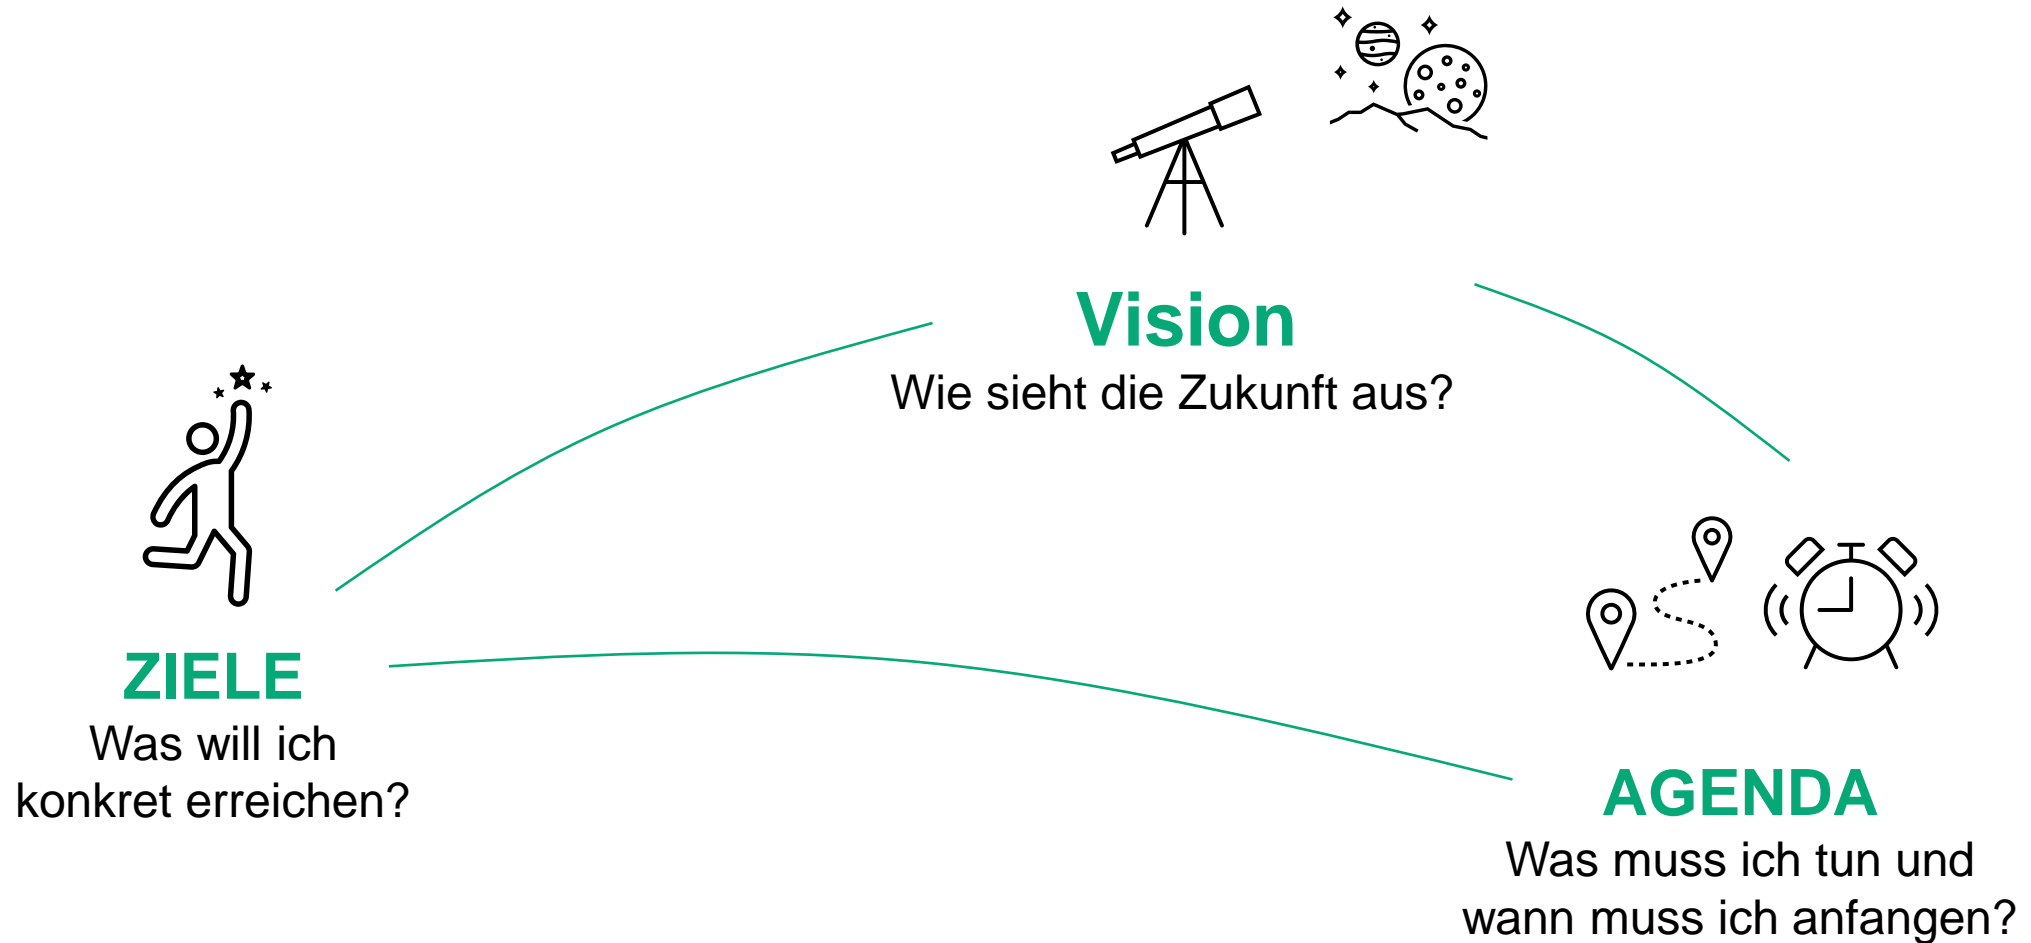 Vision
Wie sieht die Zukunft aus?
ZIELE
Was will ich
konkret erreichen?
AGENDA
Was muss ich tun und
wann muss ich anfangen?